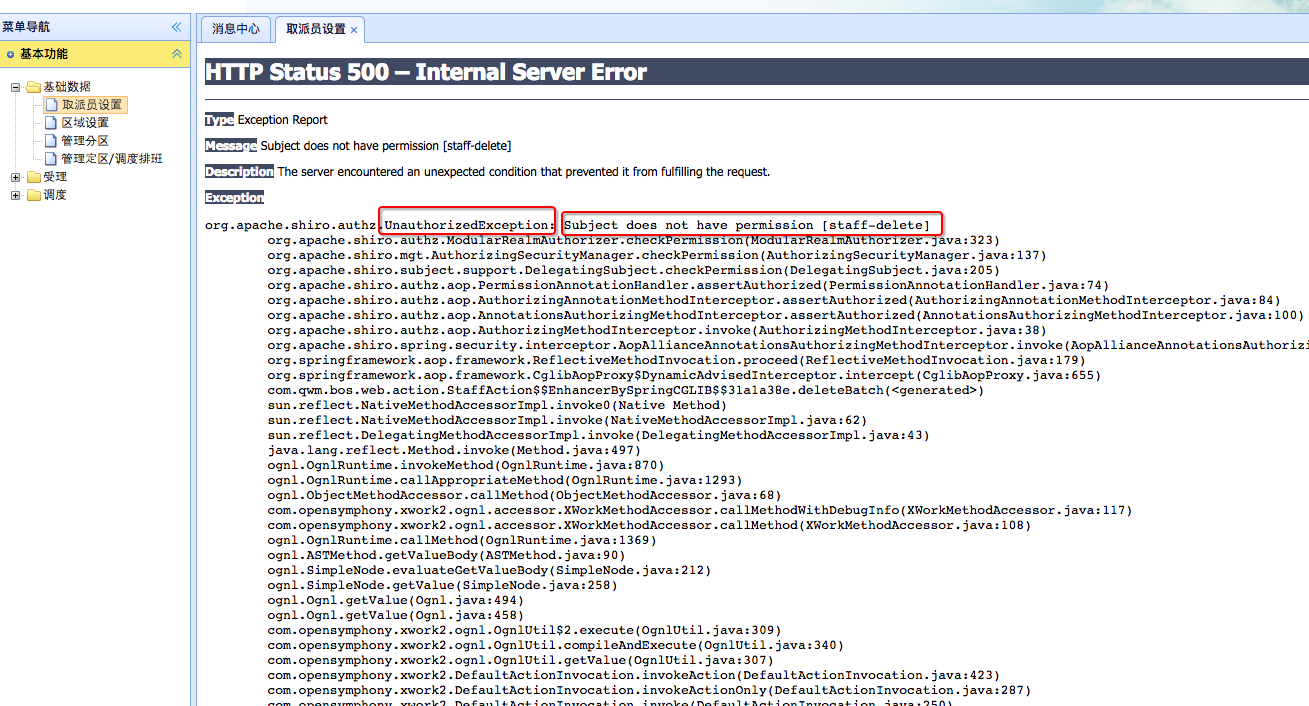 菜单导航
基本功能
基础数据
取派员设置
区域设置
管理分区
管理定区/调度排班
受理
调度
消息中心 取派员设置
HTTP Status 500 – Internal Server Error
Type Exception Report
Message Subject does not have permission [staff-delete]
Description The server encountered an unexpected condition that prevented it from fulfilling the request.
Exception
org.apache.shiro.authz.UnauthorizedException: Subject does not have permission [staff-delete]
org.apache.shiro.authz.ModularRealmAuthorizer.checkPermission(ModularRealmAuthorizer.java:323)
org.apache.shiro.mgt.AuthorizingSecurityManager.checkPermission(AuthorizingSecurityManager.java:137)
org.apache.shiro.subject.support.DelegatingSubject.checkPermission(DelegatingSubject.java:205)
org.apache.shiro.authz.aop.PermissionAnnotationHandler.assertAuthorized(PermissionAnnotationHandler.java:74)
org.apache.shiro.authz.aop.AuthorizingAnnotationMethodInterceptor.assertAuthorized(AuthorizingAnnotationMethodInterceptor.java:84)
org.apache.shiro.authz.aop.AnnotationsAuthorizingMethodInterceptor.assertAuthorized(AnnotationsAuthorizingMethodInterceptor.java:100)
org.apache.shiro.authz.aop.AuthorizingMethodInterceptor.invoke(AuthorizingMethodInterceptor.java:38)
org.apache.shiro.spring.security.interceptor.AopAllianceAnnotationsAuthorizingMethodInterceptor.invoke(AopAllianceAnnotationsAuthorizi
org.springframework.aop.framework.ReflectiveMethodInvocation.proceed(ReflectiveMethodInvocation.java:179)
org.springframework.aop.framework.CglibAopProxy$DynamicAdvisedInterceptor.intercept(CglibAopProxy.java:655)
com.qwm.bos.web.action.StaffAction$$EnhancerBySpringCGLIB$$31a1a38e.deleteBatch(<generated>)
sun.reflect.NativeMethodAccessorImpl.invoke0(Native Method)
sun.reflect.NativeMethodAccessorImpl.invoke(NativeMethodAccessorImpl.java:62)
sun.reflect.DelegatingMethodAccessorImpl.invoke(DelegatingMethodAccessorImpl.java:43)
java.lang.reflect.Method.invoke(Method.java:497)
ognl.OgnlRuntime.invokeMethod(OgnlRuntime.java:870)
ognl.OgnlRuntime.callAppropriateMethod(OgnlRuntime.java:1293)
ognl.ObjectMethodAccessor.callMethod(ObjectMethodAccessor.java:68)
com.opensymphony.xwork2.ognl.accessor.XWorkMethodAccessor.callMethodWithDebugInfo(XWorkMethodAccessor.java:117)
com.opensymphony.xwork2.ognl.accessor.XWorkMethodAccessor.callMethod(XWorkMethodAccessor.java:108)
ognl.OgnlRuntime.callMethod(OgnlRuntime.java:1369)
ognl.ASTMethod.getValueBody(ASTMethod.java:90)
ognl.SimpleNode.evaluateGetValueBody(SimpleNode.java:212)
ognl.SimpleNode.getValue(SimpleNode.java:258)
ognl.Ognl.getValue(Ognl.java:494)
ognl.Ognl.getValue(Ognl.java:458)
com.opensymphony.xwork2.ognl.OgnlUtil$2.execute(OgnlUtil.java:309)
com.opensymphony.xwork2.ognl.OgnlUtil.compileAndExecute(OgnlUtil.java:340)
com.opensymphony.xwork2.ognl.OgnlUtil.getValue(OgnlUtil.java:307)
com.opensymphony.xwork2.DefaultActionInvocation.invokeAction(DefaultActionInvocation.java:423)
com.opensymphony.xwork2.DefaultActionInvocation.invokeActionOnly(DefaultActionInvocation.java:287)
com.opensymphony.xwork2.DefaultActionInvocation.invoke(DefaultActionInvocation.java:250)